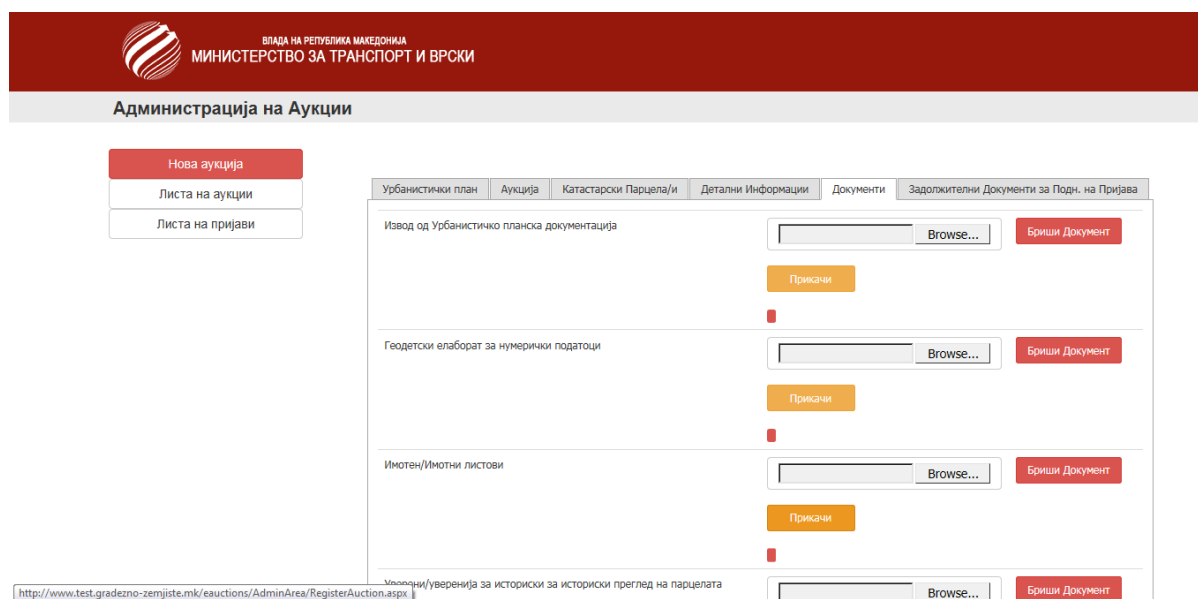 ВЛАДА НА РЕПУБЛИКА МАКЕДОНИЈА
МИНИСТЕРСТВО ЗА ТРАНСПОРТ И ВРСКИ
Администрација на Аукции
Нова аукција
Листа на аукции
Листа на пријави
Урбанистички план Аукција Катастарски Парцела/и Детални Информации Документи Задолжителни Документи за Подн. на Пријава
Извод од Урбанистичко планска документација Browse... Бриши Документ
Прикачи
Геодетски елаборат за нумерички податоци Browse... Бриши Документ
Прикачи
Имотен/Имотни листови Browse... Бриши Документ
Прикачи
Уверени/уверенија за историски за историски преглед на парцелата Browse... Бриши Документ
http://www.test.gradezno-zemjiste.mk/eauctions/AdminArea/RegisterAuction.aspx